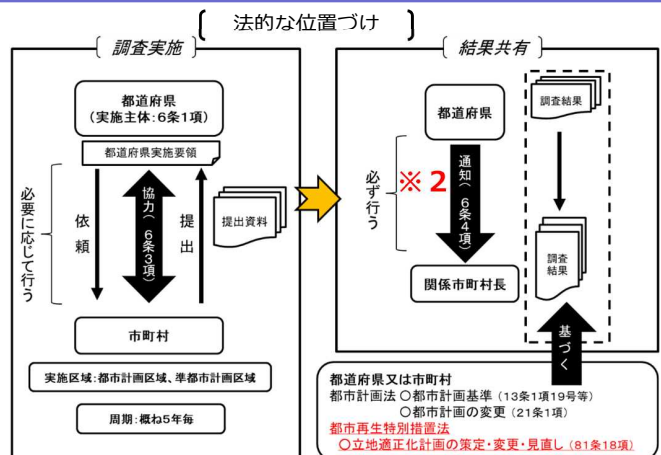 法的な位置づけ
調査実施
都道府県
(実施主体:6条1項)
都道府県実施要領
必要に応じて行う
依頼
協力(6条3項)
提出
提出資料
市町村
実施区域:都市計画区域、準都市計画区域
周期:概ね5年毎
結果共有
都道府県
必ず行う
※2
通知(6条4項)
関係市町村長
調査結果
調査
結果
基づく
都道府県又は市町村
都市計画法 〇都市計画基準(13条1項19号等)
〇都市計画の変更(21条1項)
都市再生特別措置法
〇立地適正化計画の策定・変更・見直し(81条18項)